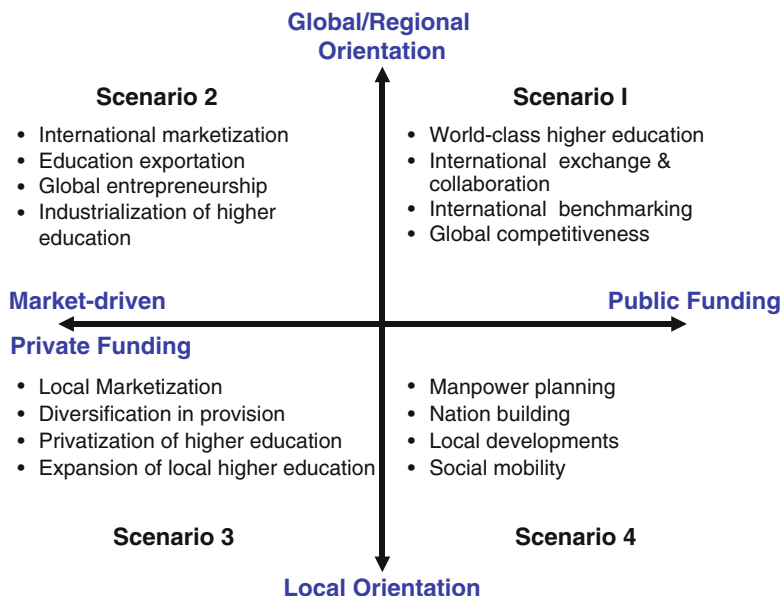 Global/Regional
Orientation
Scenario 2
• International marketization
• Education exportation
• Global entrepreneurship
• Industrialization of higher
education
Scenario I
• World-class higher education
• International exchange &
collaboration
• International benchmarking
• Global competitiveness
Market-driven
Private Funding
Public Funding
• Local Marketization
• Diversification in provision
• Privatization of higher education
• Expansion of local higher education
Scenario 3
• Manpower planning
• Nation building
• Local developments
• Social mobility
Scenario 4
Local Orientation